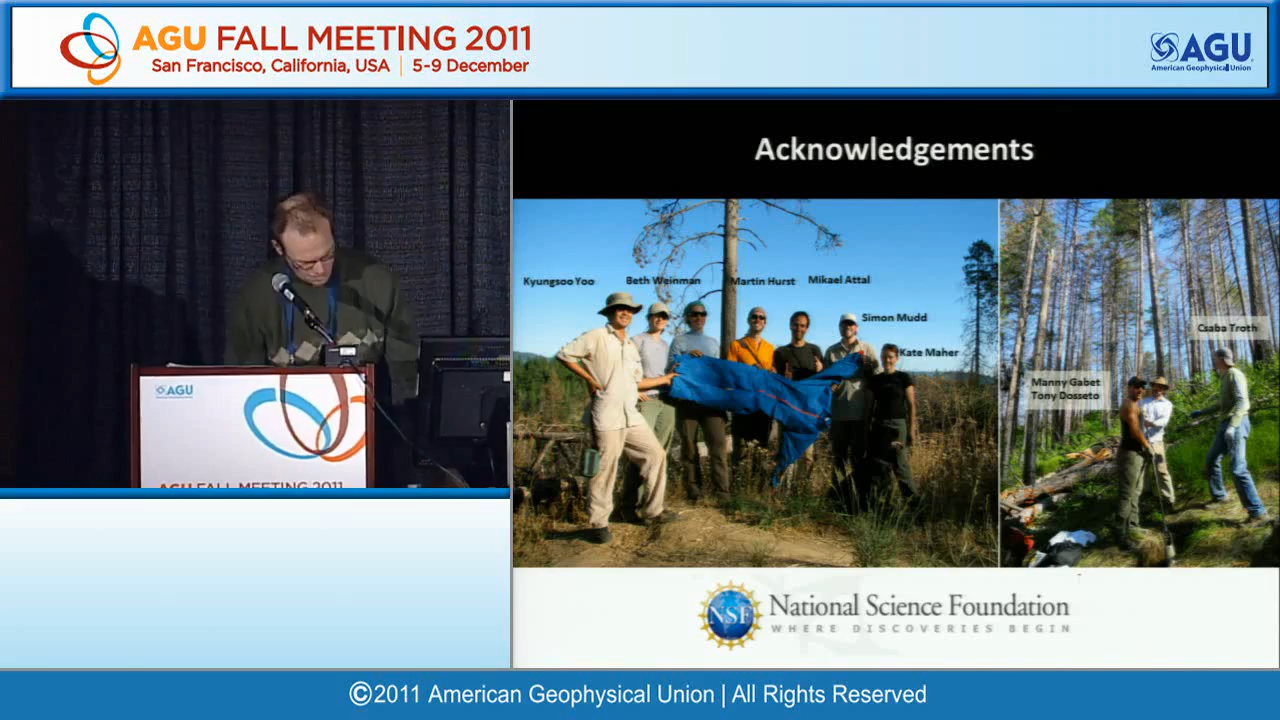 AGU FALL MEETING 2011
San Francisco, California, USA | 5-9 December
AGU
American Geophysical Union
AGU
AGU FALL MEETING 2011
Acknowledgements
Kyungsoo Yoo
Beth Weinman
Martin Hurst
Mikael Attal
Simon Mudd
Kate Maher
Csaba Troth
Manny Gabet
Tony Dosseto
NSF
National Science Foundation
WHERE DISCOVERIES BEGIN
©2011 American Geophysical Union | All Rights Reserved